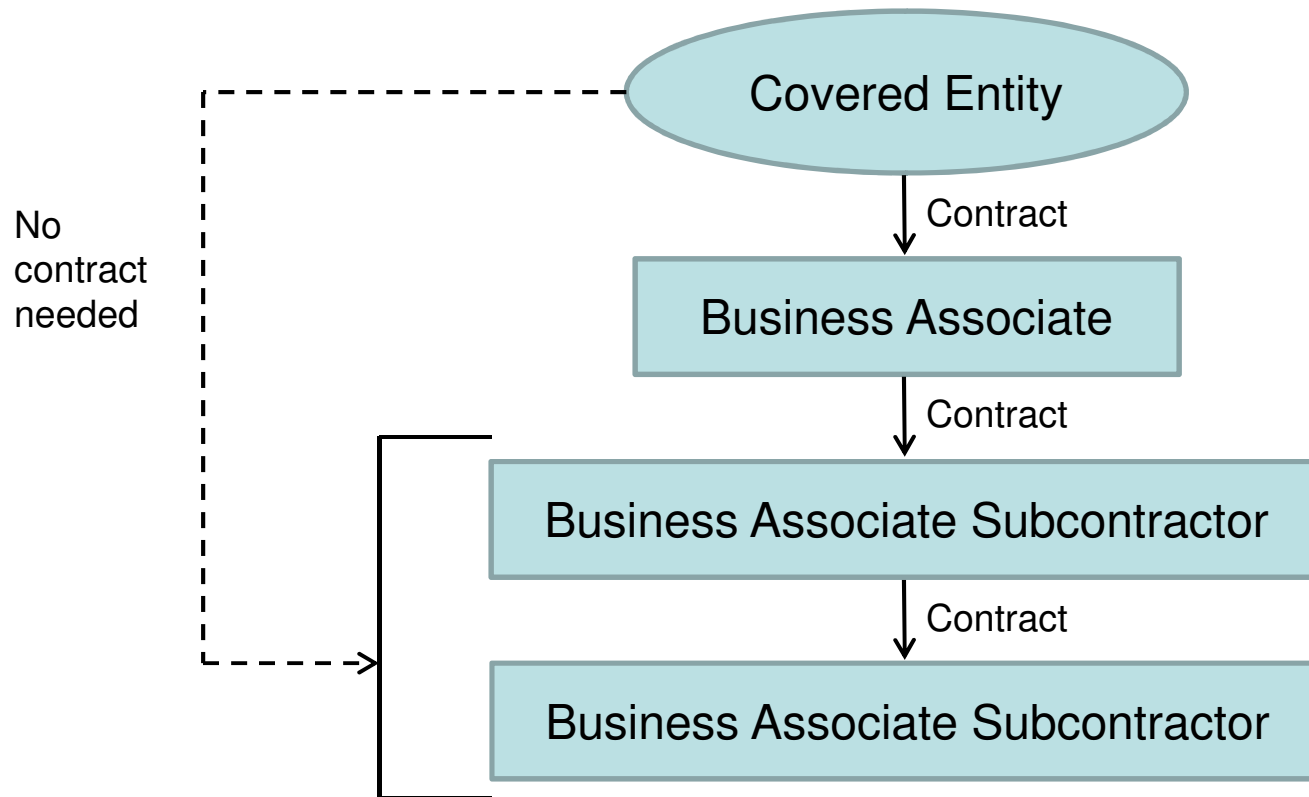 Covered Entity
Contract
No
contract
needed
Business Associate
Contract
Business Associate Subcontractor
Contract
Business Associate Subcontractor